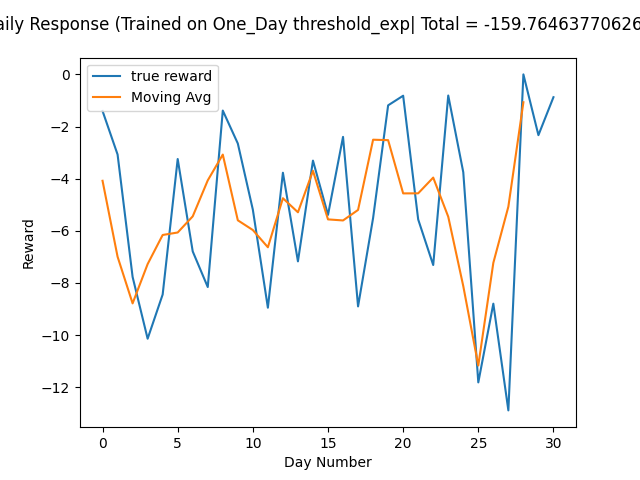 aily Response (Trained on One_Day threshold_exp| Total = -159.76463770626
true reward
Moving Avg
Reward
0
−2
−4
−6
−8
−10
−12
0 5 10 15 20 25 30
Day Number